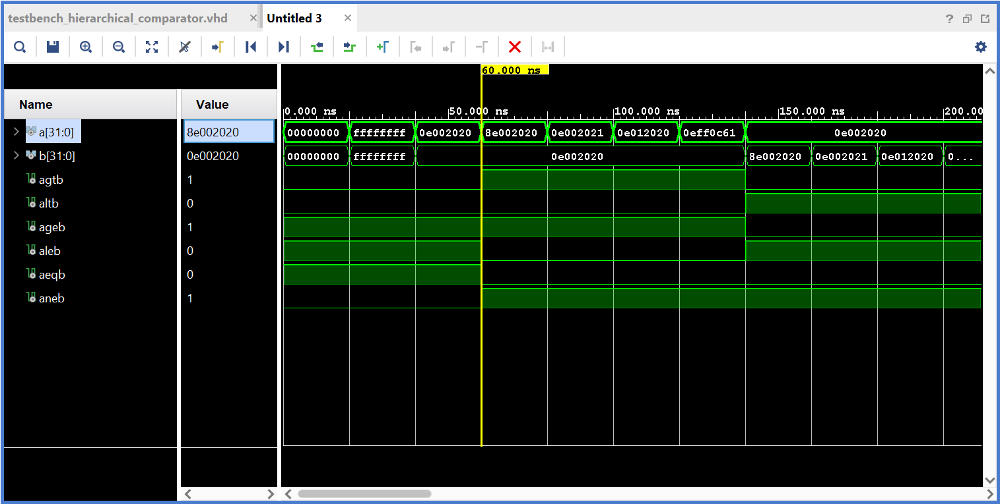 testbench_hierarchical_comparator.vhd × Untitled 3 × ?
60.000 ns
Name Value 0.000 ns 50.000 ns 100.000 ns 150.000 ns 200.00
a[31:0] 8e002020 00000000 ffffffff 0e002020 8e002020 0e002021 0e012020 0eff0c61 0e002020
b[31:0] 0e002020 00000000 ffffffff 0e002020 8e002020 0e002021 0e012020 0...
agtb 1
altb 0
ageb 1
aleb 0
aeqb 0
aneb 1